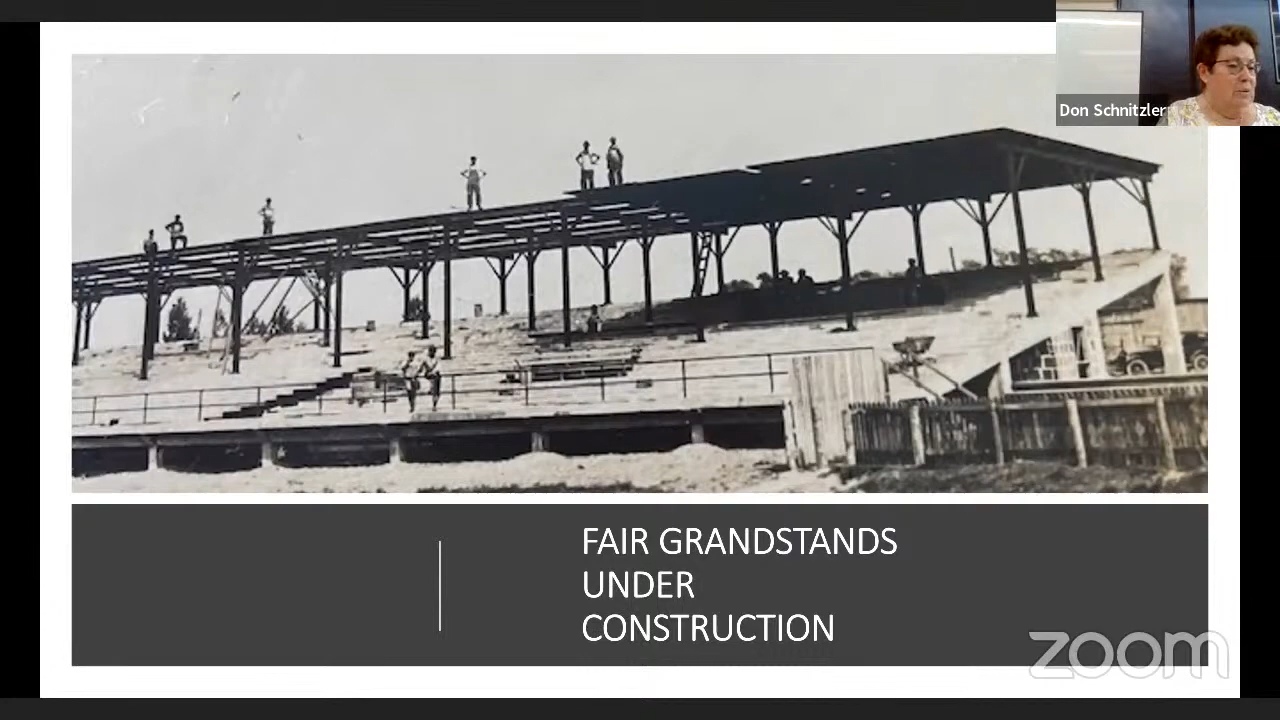 Don Schnitzler
FAIR GRANDSTANDS
UNDER
CONSTRUCTION
zoom